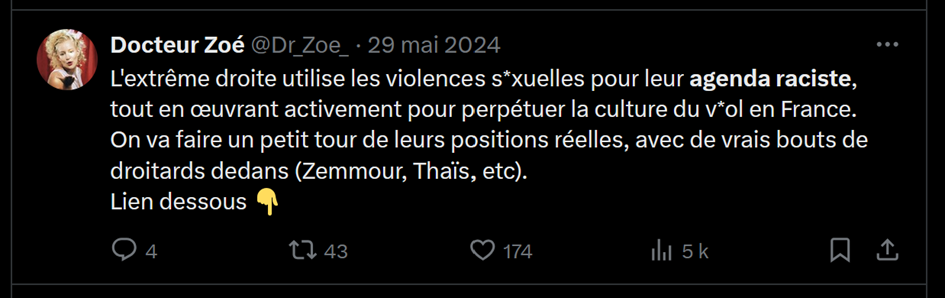 Docteur Zoé @Dr_Zoe_ · 29 mai 2024
L'extrême droite utilise les violences s*xuelles pour leur agenda raciste,
tout en œuvrant activement pour perpétuer la culture du v*ol en France.
On va faire un petit tour de leurs positions réelles, avec de vrais bouts de
droitards dedans (Zemmour, Thaïs, etc).
Lien dessous 👇
4 43 174 5 k